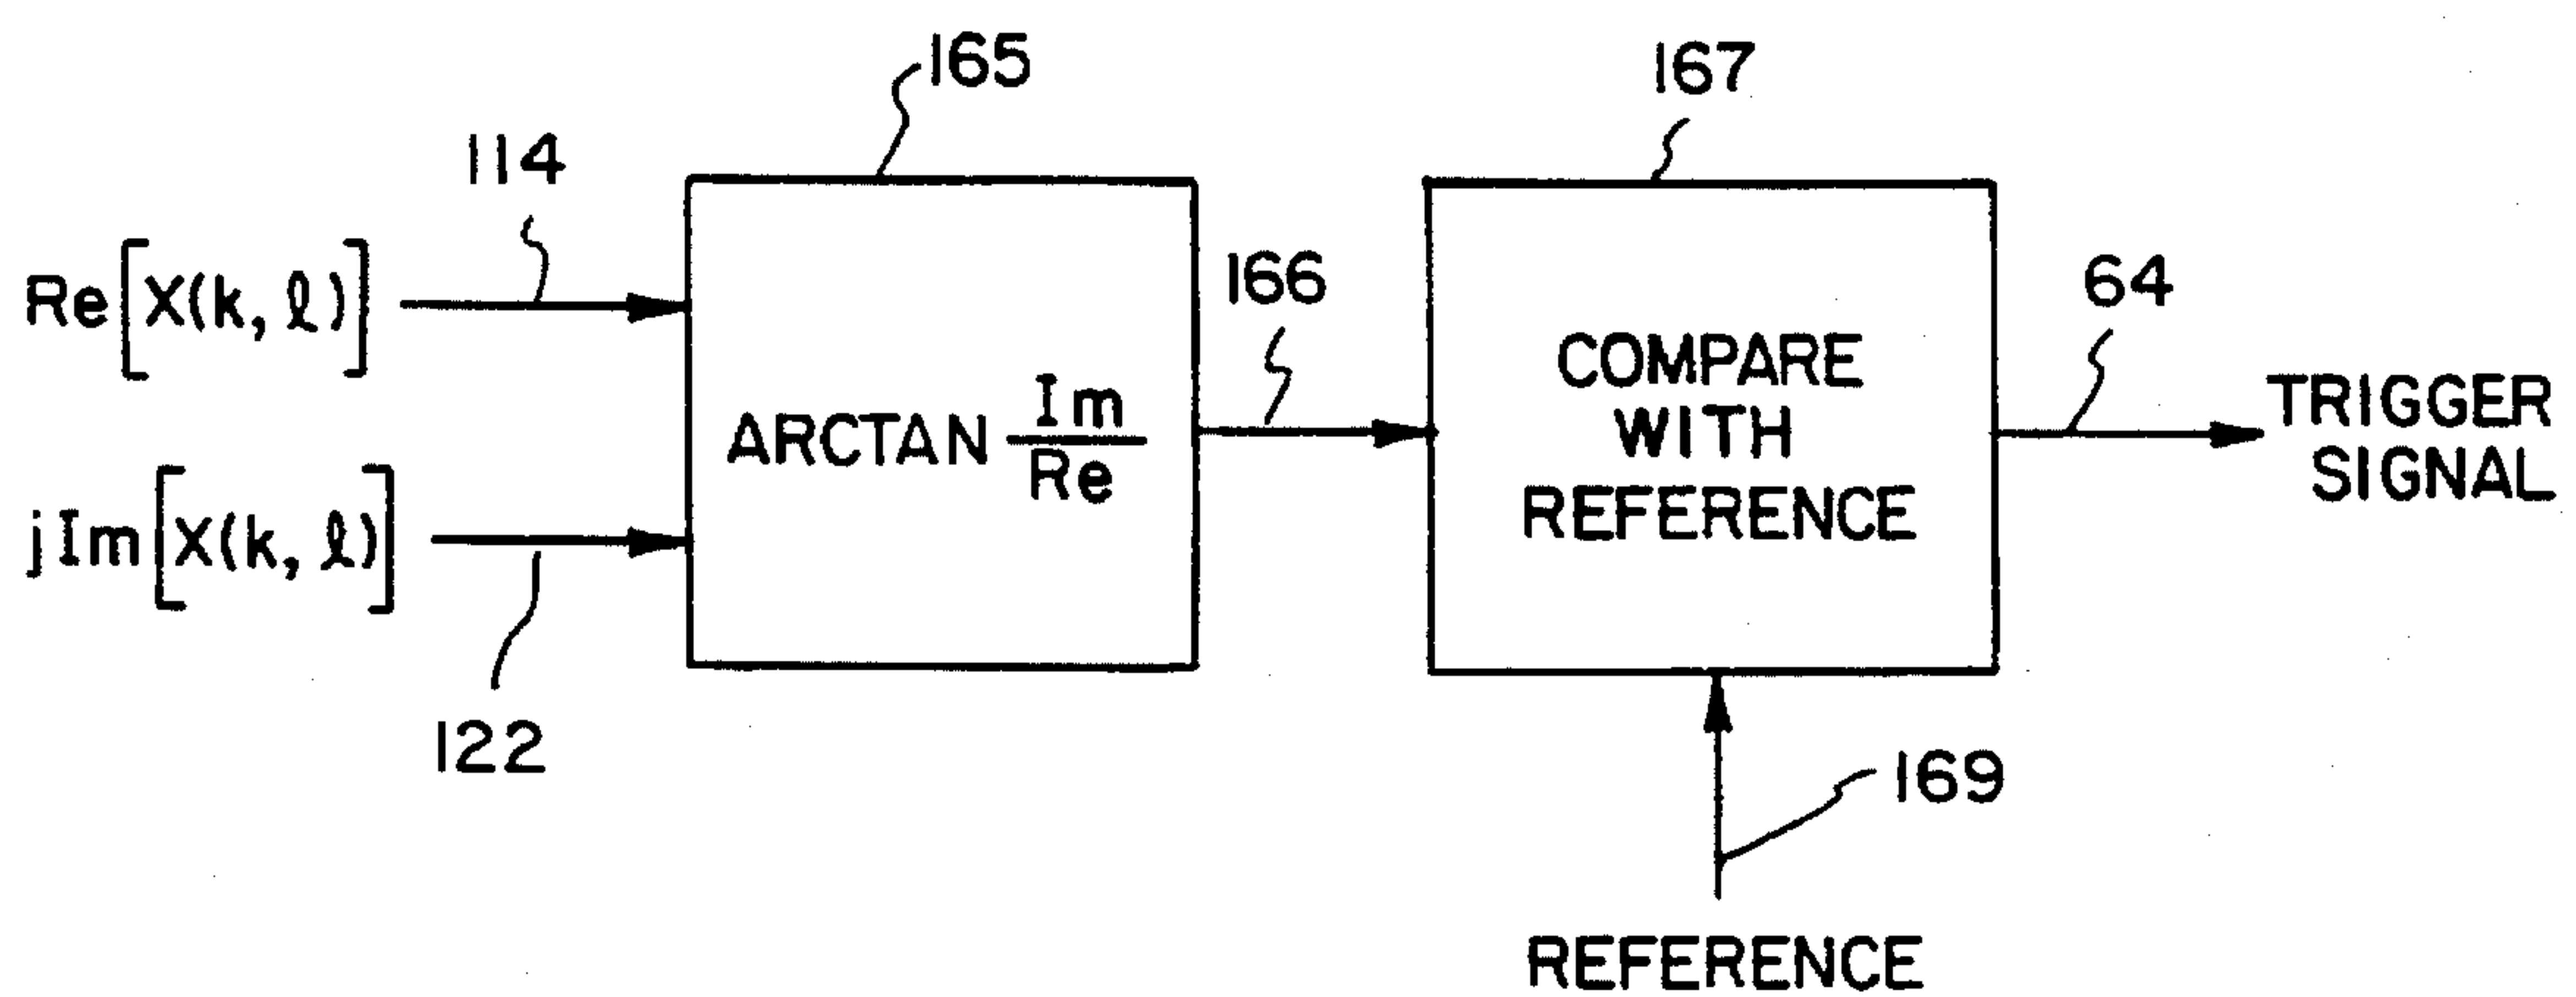 165
167
114
Re[X(k, ℓ)]
166
64
ARCTAN Im/Re
COMPARE
WITH
REFERENCE
TRIGGER
SIGNAL
jIm[X(k, ℓ)]
122
169
REFERENCE